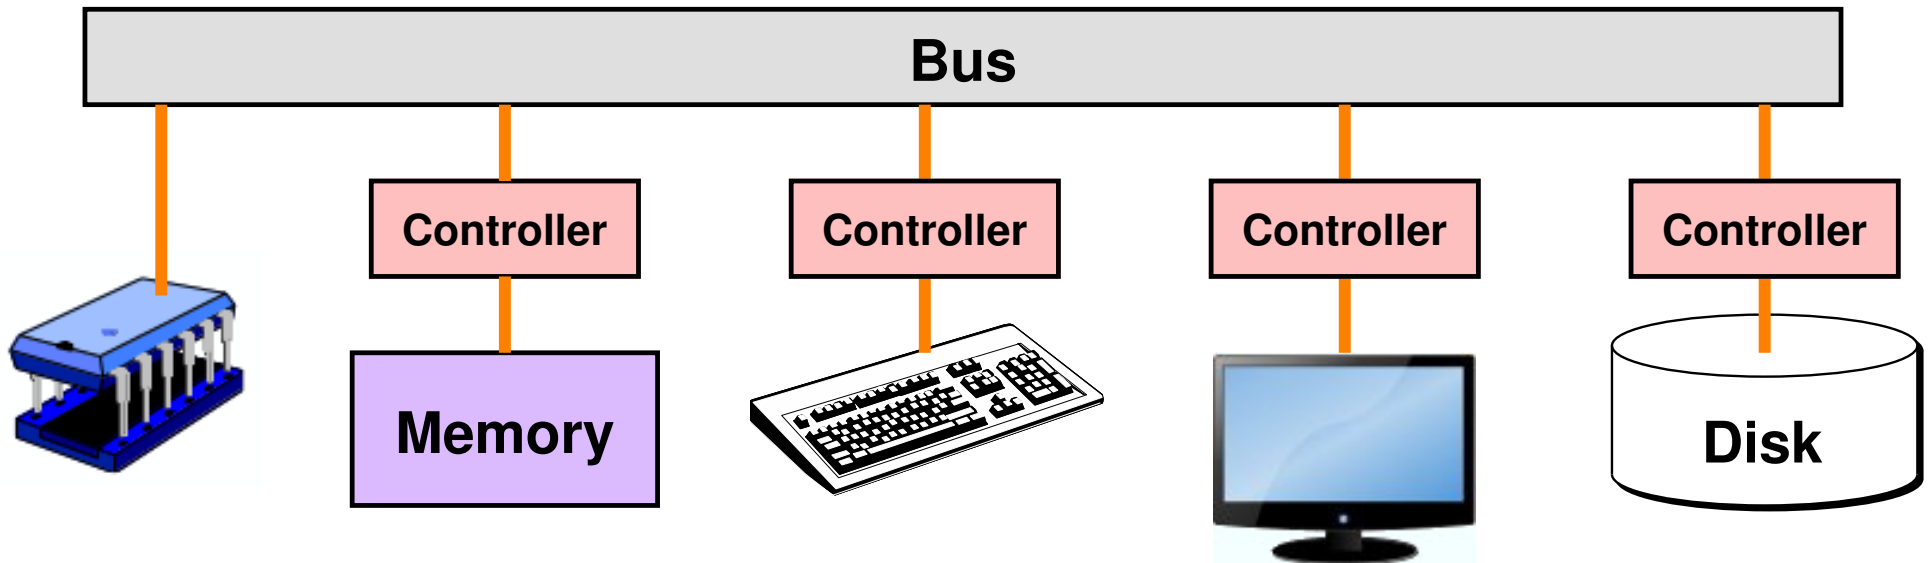 Bus
Controller
Controller
Controller
Controller
Memory
Disk